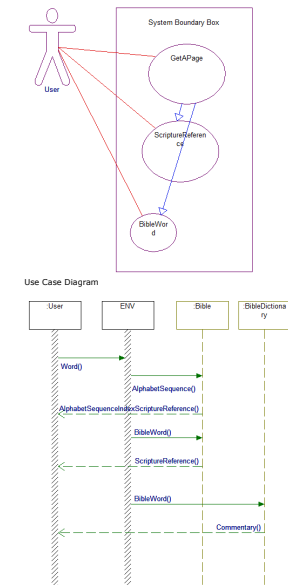 System Boundary Box
GetAPage
User
ScriptureReferen
ce
BibleWor
d
Use Case Diagram
:User
ENV
:Bible
:BibleDictiona
ry
Word()
AlphabetSequence()
AlphabetSequenceIndexScriptureReference()
BibleWord()
ScriptureReference()
BibleWord()
Commentary()